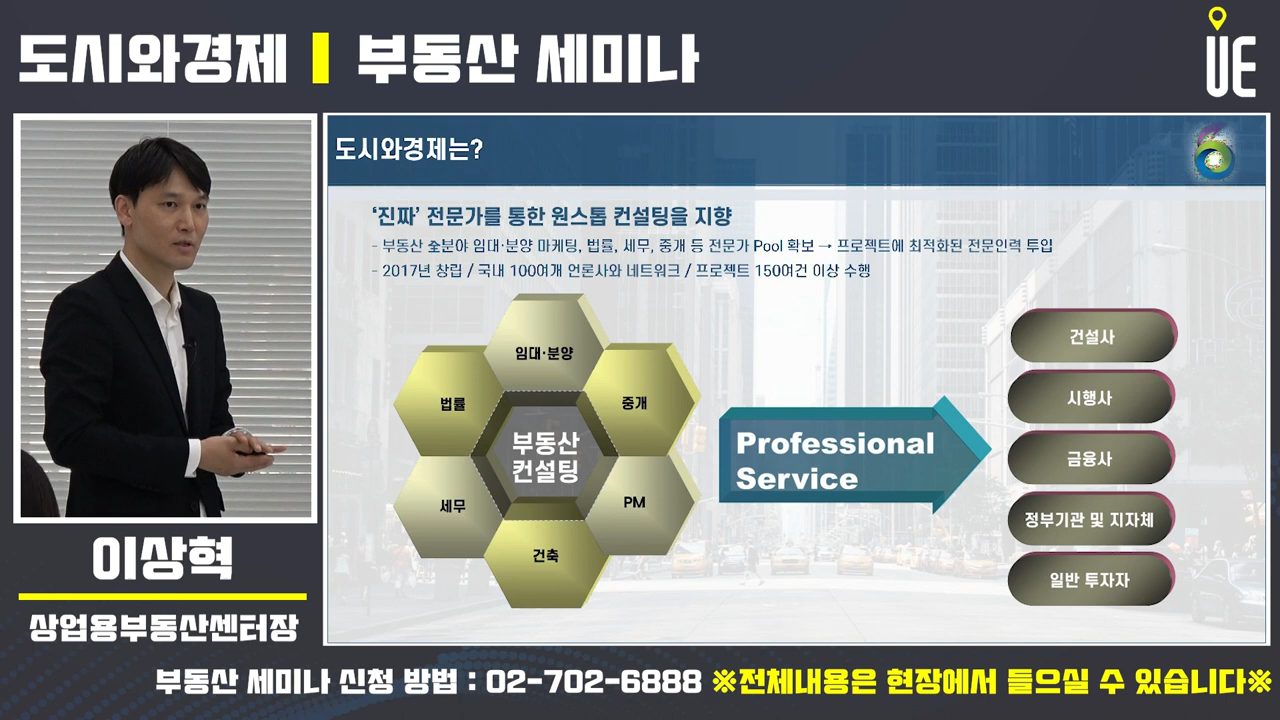 도시와경제 부동산 세미나
UE
도시와경제는?
‘진짜’ 전문가를 통한 원스톱 컨설팅을 지향
- 부동산 全분야 임대·분양 마케팅, 법률, 세무, 중개 등 전문가 Pool 확보 → 프로젝트에 최적화된 전문인력 투입
- 2017년 창립 / 국내 100여개 언론사와 네트워크 / 프로젝트 150여건 이상 수행
임대·분양
법률
중개
부동산
컨설팅
세무
PM
건축
Professional
Service
건설사
시행사
금융사
정부기관 및 지자체
일반 투자자
이상혁
상업용부동산센터장
부동산 세미나 신청 방법 : 02-702-6888 ※전체내용은 현장에서 들으실 수 있습니다※